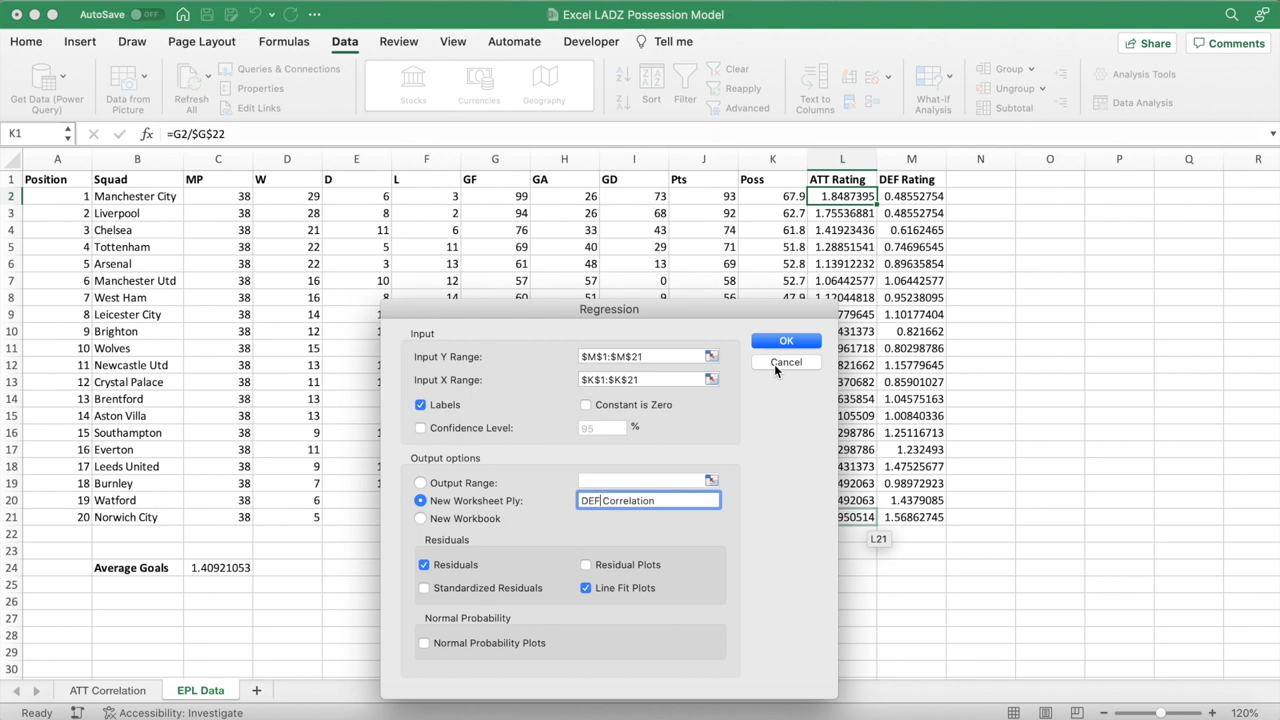 AutoSave OFF Excel LADZ Possession Model
Home Insert Draw Page Layout Formulas Data Review View Automate Developer Tell me Share Comments
Get Data (Power Query) Data from Picture Refresh All Queries & Connections Properties Edit Links Stocks Currencies Geography Sort Filter Clear Reapply Advanced Text to Columns What-if Analysis Group Ungroup Subtotal Analysis Tools Data Analysis
K1 fx =G2/$G$22
A B C D E F G H I J K L M N O P Q R
1 Position Squad MP W D L GF GA GD Pts Poss ATT Rating DEF Rating
2 1 Manchester City 38 29 6 3 99 26 73 93 67.9 1.8487395 0.48552754
3 2 Liverpool 38 28 8 2 94 26 68 92 62.7 1.75536881 0.48552754
4 3 Chelsea 38 21 11 6 76 33 43 74 61.8 1.41923436 0.6162465
5 4 Tottenham 38 22 5 11 69 40 29 71 51.8 1.28851541 0.74696545
6 5 Arsenal 38 22 3 13 61 48 13 69 52.8 1.13912232 0.89635854
7 6 Manchester Utd 38 16 10 12 57 57 0 58 52.7 1.06442577 1.06442577
8 7 West Ham 38 16 8 14 60 51 9 56 47.9 1.12044818 0.95238095
9 8 Leicester City 38 14 779645 1.10177404
10 9 Brighton 38 12 431373 0.821662
11 10 Wolves 38 15 961718 0.80298786
12 11 Newcastle Utd 38 13 821662 1.15779645
13 12 Crystal Palace 38 11 370682 0.85901027
14 13 Brentford 38 13 635854 1.04575163
15 14 Aston Villa 38 13 105509 1.00840336
16 15 Southampton 38 9 298786 1.25116713
17 16 Everton 38 11 298786 1.232493
18 17 Leeds United 38 9 431373 1.47525677
19 18 Burnley 38 7 492063 0.98972923
20 19 Watford 38 6 492063 1.4379085
21 20 Norwich City 38 5 950514 1.56862745
22
23
24 Average Goals 1.40921053
25
26
27
28
29
30
L21
Regression
Input
Input Y Range: $M$1:$M$21
Input X Range: $K$1:$K$21
Labels Constant is Zero
Confidence Level: 95 %
OK
Cancel
Output options
Output Range:
New Worksheet Ply: DEF Correlation
New Workbook
Residuals
Residuals Residual Plots
Standardized Residuals Line Fit Plots
Normal Probability
Normal Probability Plots
ATT Correlation EPL Data +
Ready Accessibility: Investigate 120%